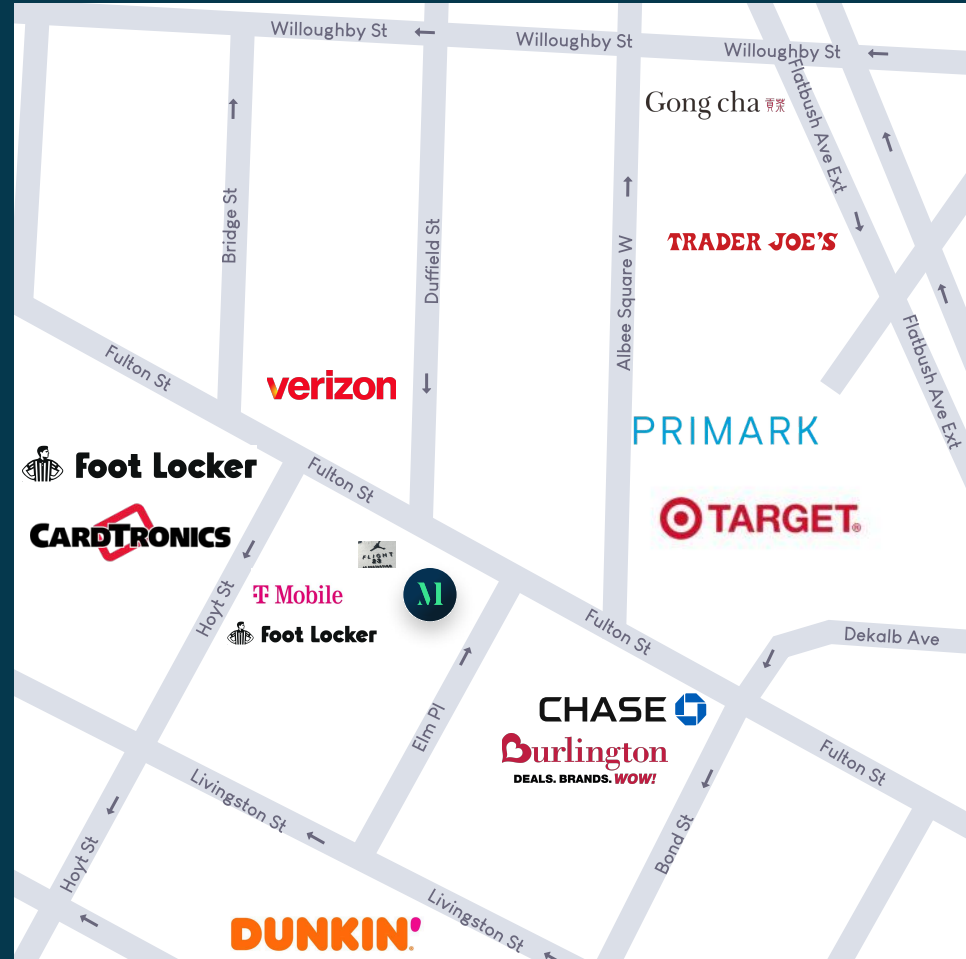 Willoughby St
Willoughby St
Willoughby St
Gong cha 貢茶
Flatbush Ave Ext
Bridge St
Duffield St
Albee Square W
TRADER JOE'S
Fulton St
verizon
Flatbush Ave Ext
PRIMARK
Foot Locker
Fulton St
CARDTRONICS
TARGET
FLIGHT
23
T Mobile
M
Hoyt St
Foot Locker
Fulton St
Dekalb Ave
CHASE
Elm Pl
Burlington
DEALS. BRANDS. WOW!
Fulton St
Livingston St
Bond St
Hoyt St
Livingston St
DUNKIN'